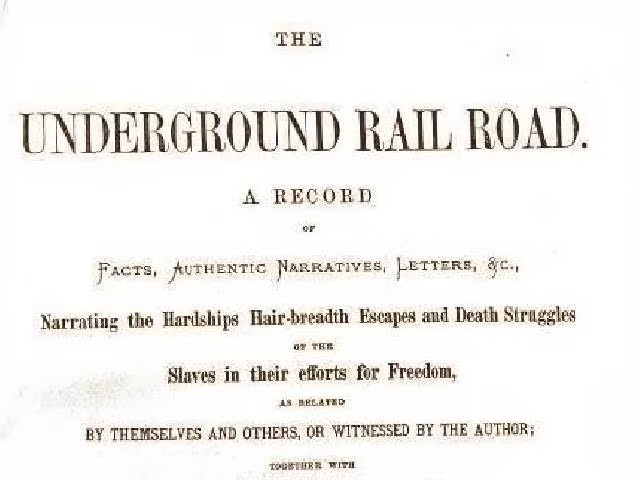 THE
UNDERGROUND RAIL ROAD.
A RECORD
OF
FACTS, AUTHENTIC NARRATIVES, LETTERS, &C.,
Narrating the Hardships Hair-breadth Escapes and Death Struggles
OF THE
Slaves in their efforts for Freedom,
AS RELATED
BY THEMSELVES AND OTHERS, OR WITNESSED BY THE AUTHOR;
TOGETHER WITH